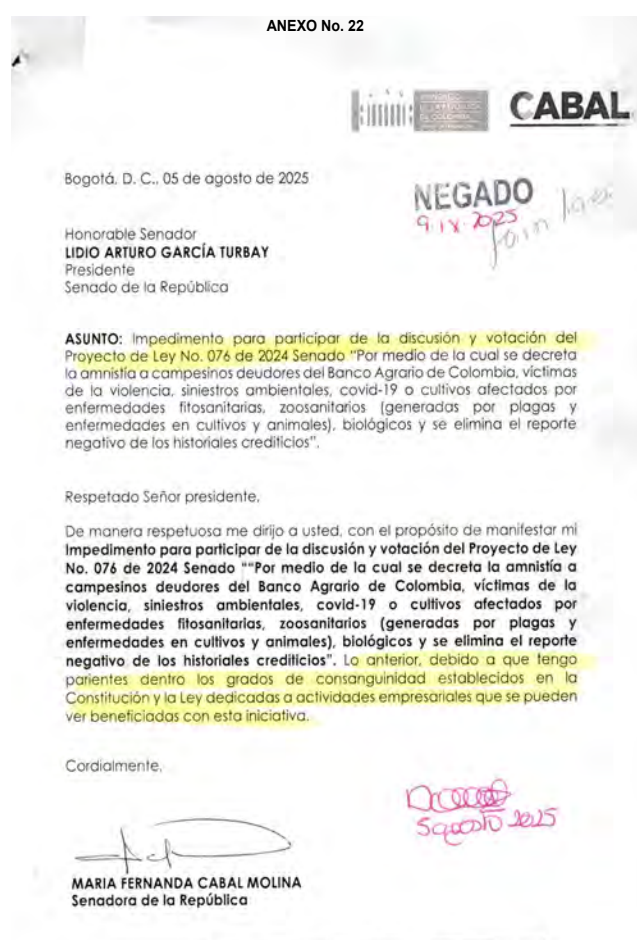 ANEXO No. 22
CABAL
Bogotá, D. C., 05 de agosto de 2025
NEGADO
9.IX.2025
Honorable Senador
LIDIO ARTURO GARCÍA TURBAY
Presidente
Senado de la República
ASUNTO: Impedimento para participar de la discusión y votación del
Proyecto de Ley No. 076 de 2024 Senado "Por medio de la cual se decreta
la amnistía a campesinos deudores del Banco Agrario de Colombia, víctimas
de la violencia, siniestros ambientales, covid-19 o cultivos afectados por
enfermedades fitosanitarias, zoosanitarios (generadas por plagas y
enfermedades en cultivos y animales), biológicos y se elimina el reporte
negativo de los historiales crediticios".
Respetado Señor presidente,
De manera respetuosa me dirijo a usted, con el propósito de manifestar mi
Impedimento para participar de la discusión y votación del Proyecto de Ley
No. 076 de 2024 Senado ""Por medio de la cual se decreta la amnistía a
campesinos deudores del Banco Agrario de Colombia, víctimas de la
violencia, siniestros ambientales, covid-19 o cultivos afectados por
enfermedades fitosanitarias, zoosanitarios (generadas por plagas y
enfermedades en cultivos y animales), biológicos y se elimina el reporte
negativo de los historiales crediticios". Lo anterior, debido a que tengo
parientes dentro los grados de consanguinidad establecidos en la
Constitución y la Ley dedicadas a actividades empresariales que se pueden
ver beneficiadas con esta iniciativa.
Cordialmente,
5 agosto 2025
MARIA FERNANDA CABAL MOLINA
Senadora de la República